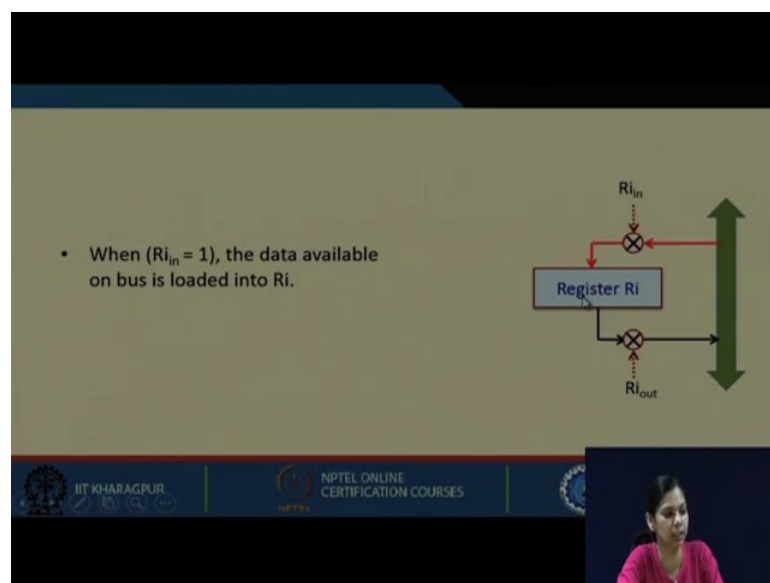 Ri_in
• When (Ri_in = 1), the data available
on bus is loaded into Ri.
Register Ri
Ri_out
IIT KHARAGPUR
NPTEL
NPTEL ONLINE
CERTIFICATION COURSES